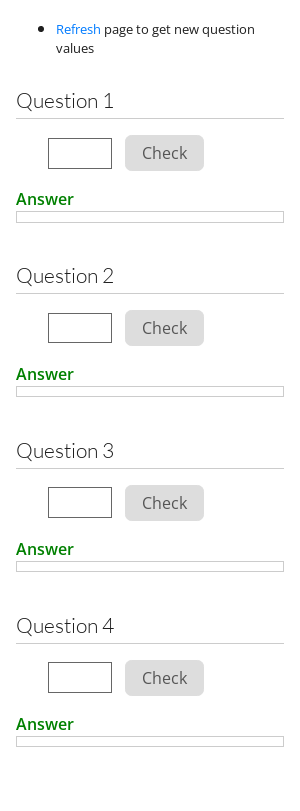 Refresh page to get new question
values
Question 1
Check
Answer
Question 2
Check
Answer
Question 3
Check
Answer
Question 4
Check
Answer